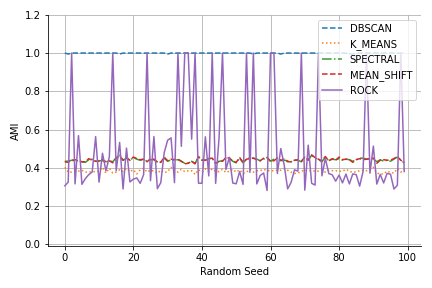 1.2
1.0
0.8
0.6
0.4
0.2
0.0
AMI
0
20
40
60
80
100
Random Seed
DBSCAN
K_MEANS
SPECTRAL
MEAN_SHIFT
ROCK